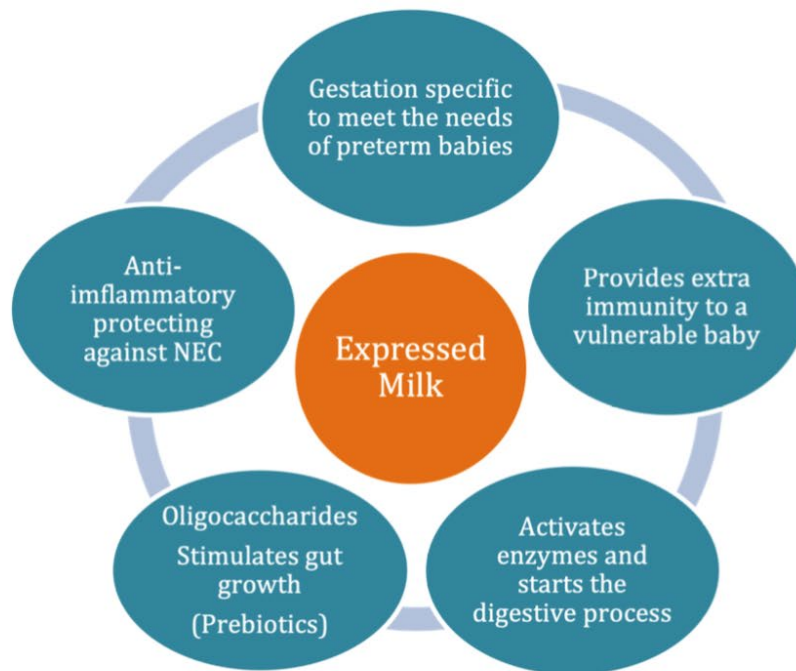 Gestation specific
to meet the needs
of preterm babies
Provides extra
immunity to a
vulnerable baby
Activates
enzymes and
starts the
digestive process
Oligocaccharides
Stimulates gut
growth
(Prebiotics)
Anti-
imflammatory
protecting
against NEC
Expressed
Milk